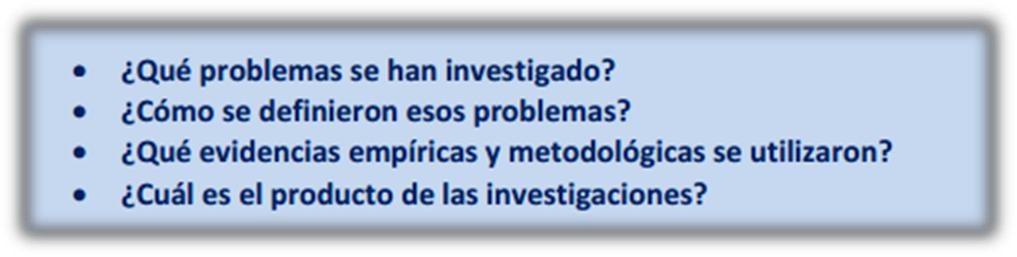 • ¿Qué problemas se han investigado?
• ¿Cómo se definieron esos problemas?
• ¿Qué evidencias empíricas y metodológicas se utilizaron?
• ¿Cuál es el producto de las investigaciones?